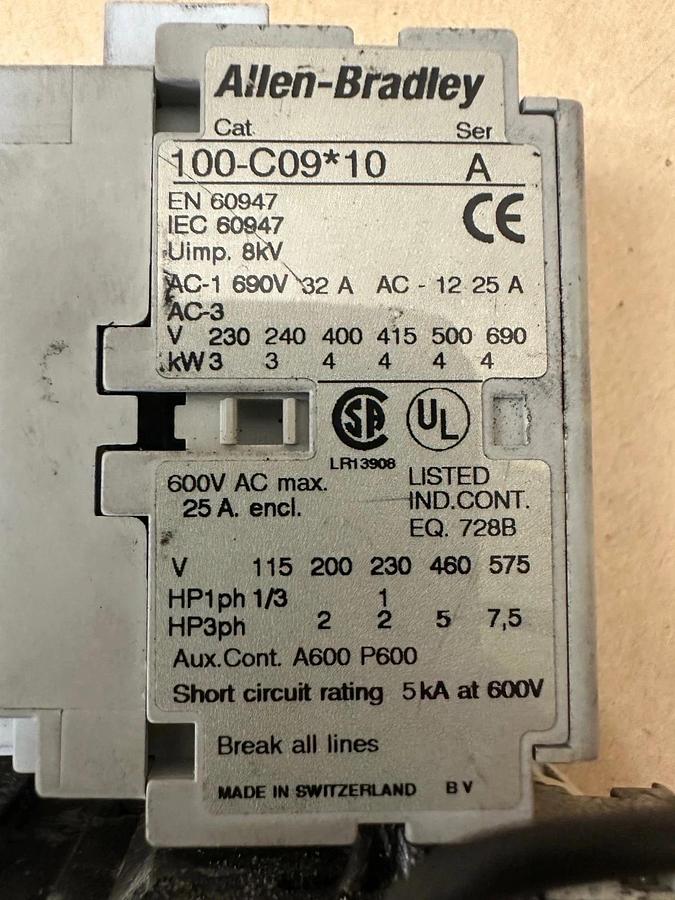 Allen-Bradley
Cat Ser
100-C09*10 A
EN 60947
IEC 60947
Uimp. 8kV
AC-1 690V 32 A AC - 12 25 A
AC-3
V 230 240 400 415 500 690
kW 3 3 4 4 4 4
CE
SA UL
LR13908
600V AC max.
25 A. encl.
LISTED
IND.CONT.
EQ. 728B
V 115 200 230 460 575
HP1ph 1/3 1
HP3ph 2 2 5 7,5
Aux.Cont. A600 P600
Short circuit rating 5 kA at 600V
Break all lines
MADE IN SWITZERLAND B V